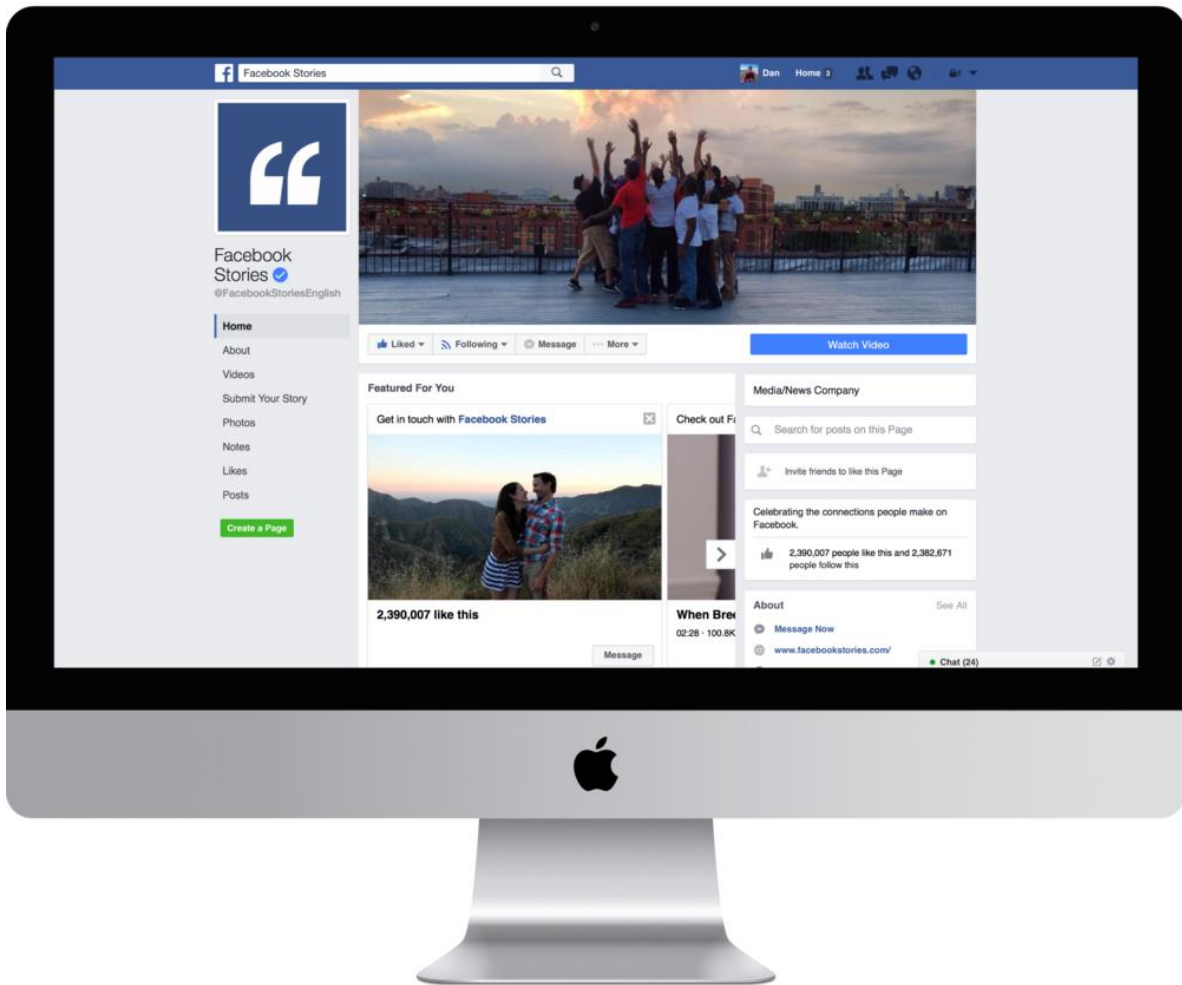 Facebook Stories
Dan
Home 3
Facebook
Stories
@FacebookStoriesEnglish
Home
About
Videos
Submit Your Story
Photos
Notes
Likes
Posts
Create a Page
Liked
Following
Message
··· More
Watch Video
Featured For You
Get in touch with Facebook Stories
2,390,007 like this
Message
Check out Fa
When Bree
02:28 · 100.8K
Media/News Company
Search for posts on this Page
Invite friends to like this Page
Celebrating the connections people make on
Facebook.
2,390,007 people like this and 2,382,671
people follow this
About See All
Message Now
www.facebookstories.com/
Chat (24)